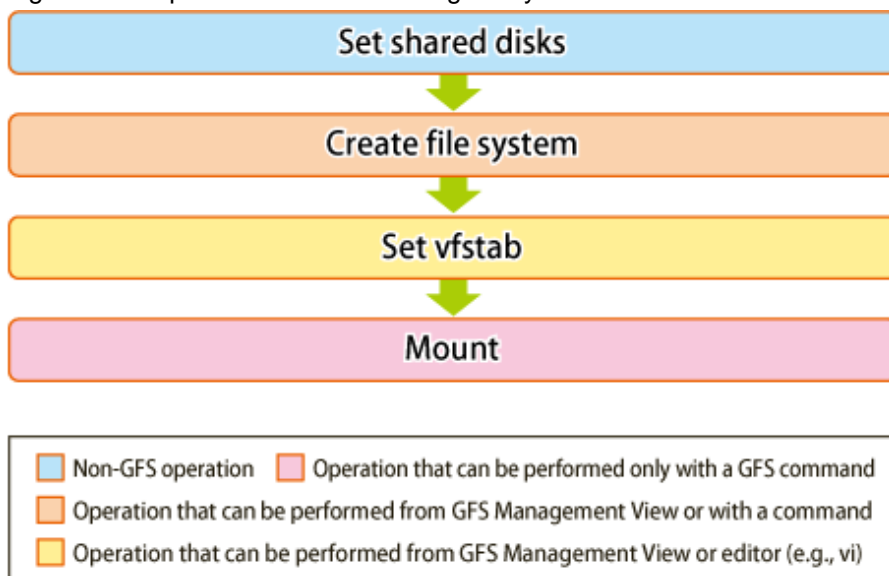 Set shared disks
Create file system
Set vfstab
Mount
Non-GFS operation Operation that can be performed only with a GFS command
Operation that can be performed from GFS Management View or with a command
Operation that can be performed from GFS Management View or editor (e.g., vi)